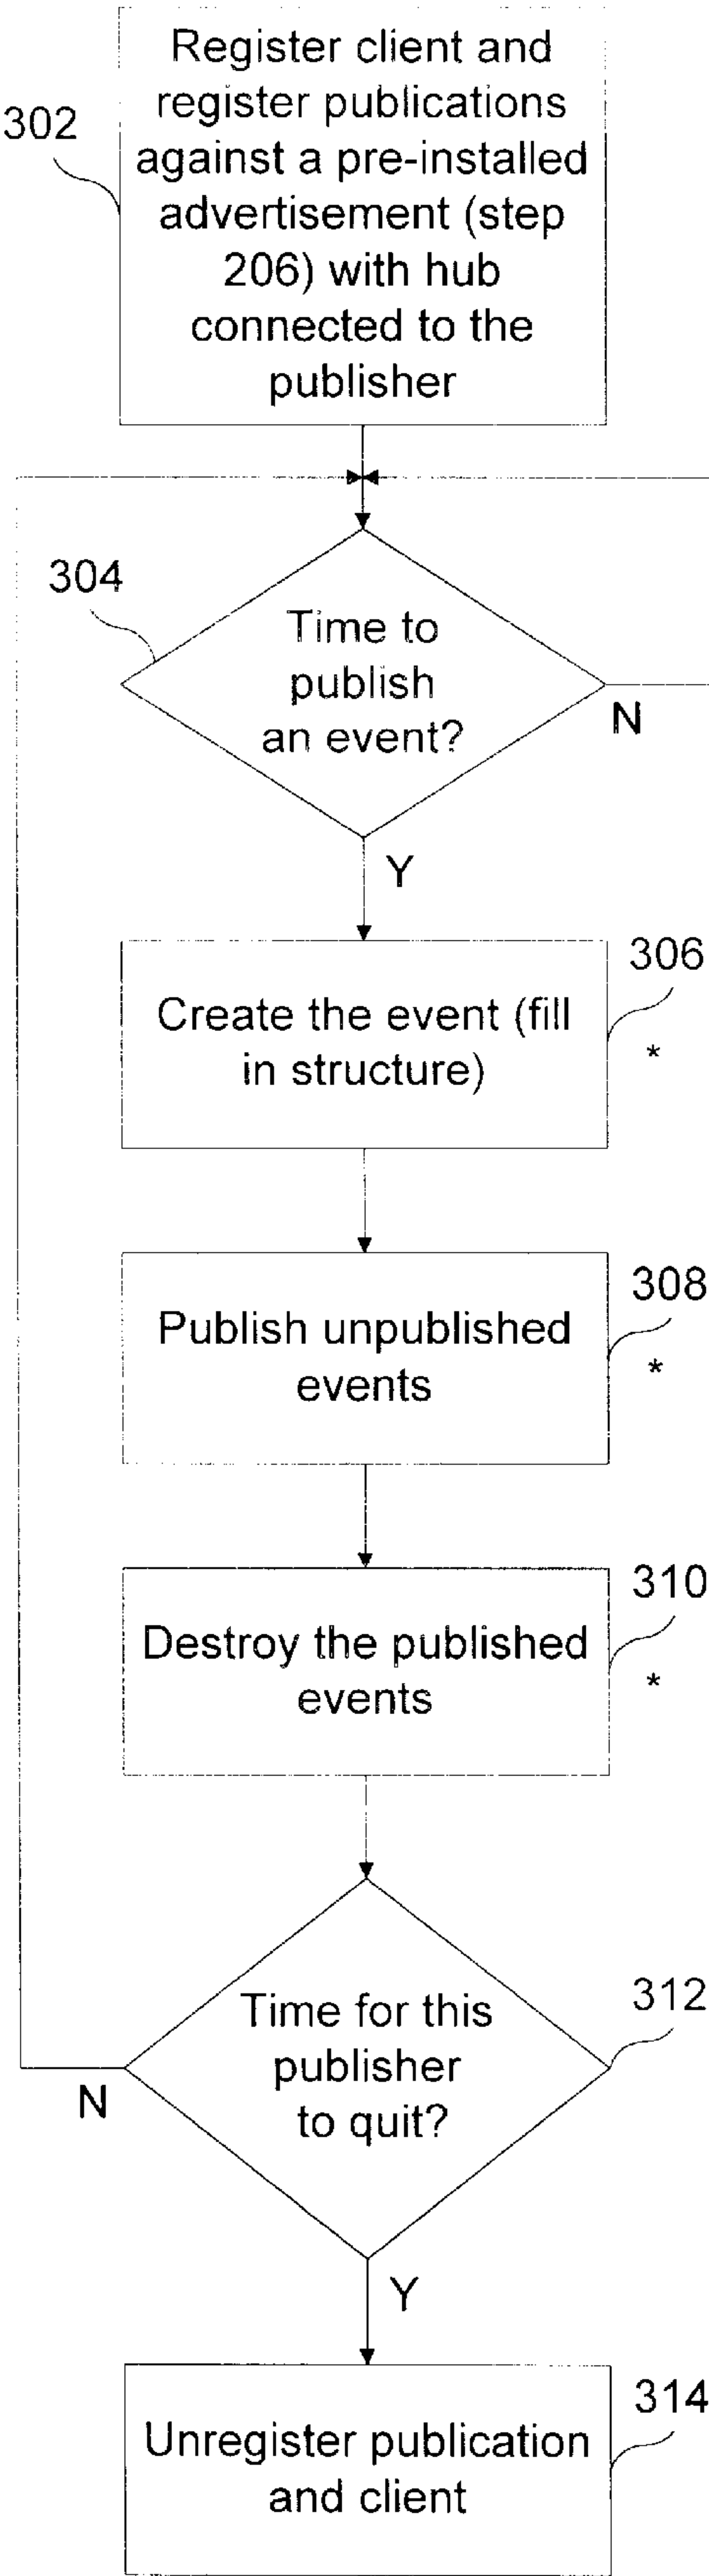 Register client and
register publications
against a pre-installed
advertisement (step
206) with hub
connected to the
publisher
302
304
Time to
publish
an event?
N
Y
306
Create the event (fill
in structure)
*
308
Publish unpublished
events
*
310
Destroy the published
events
*
312
Time for this
publisher
to quit?
N
Y
314
Unregister publication
and client